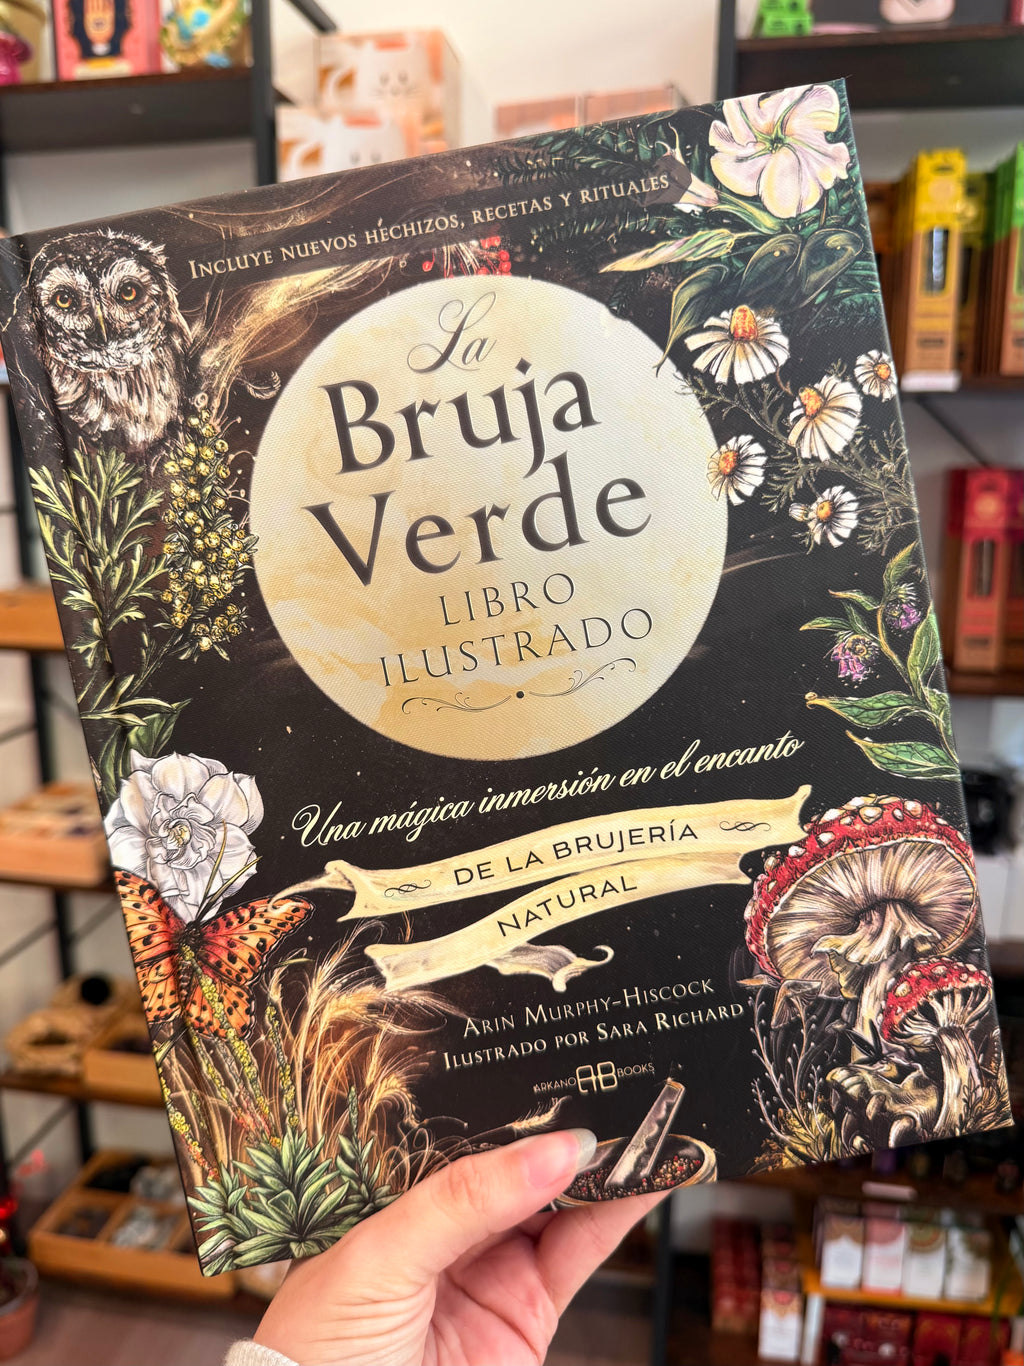 INCLUYE NUEVOS HECHIZOS, RECETAS Y RITUALES
La
Bruja
Verde
LIBRO
ILUSTRADO
Una mágica inmersión en el encanto
DE LA BRUJERÍA
NATURAL
ARIN MURPHY-HISCOCK
ILUSTRADO POR SARA RICHARD
ARKANO AB BOOKS